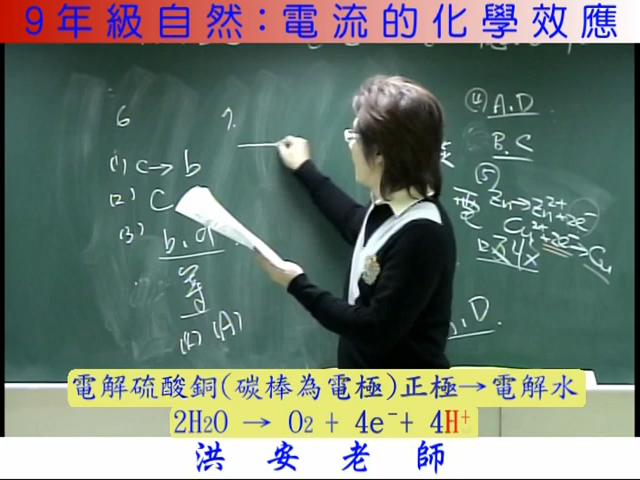 9年級自然:電流的化學效應
6
7.
(1) c→b
(2) C
(3) b.d
(4) (A)
④ A.D
B.C
⑤
Zn→Zn²⁺+2e⁻
Cu²⁺+2e⁻→Cu
電解硫酸銅(碳棒為電極)正極→電解水
2H₂O → O₂ + 4e⁻+ 4H⁺
洪安老師